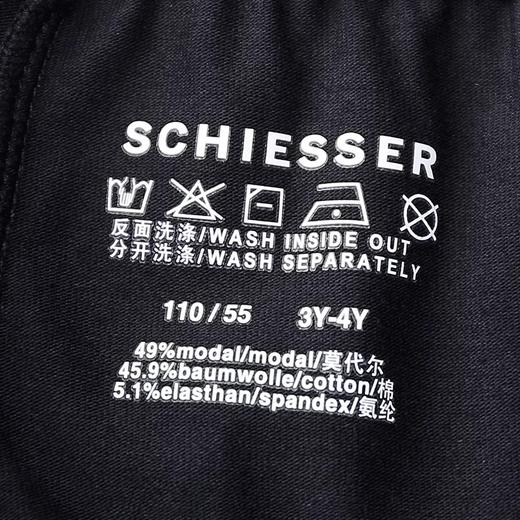 SCHIESSER
反面洗涤/WASH INSIDE OUT
分开洗涤/WASH SEPARATELY
110/55 3Y-4Y
49%modal/modal/莫代尔
45.9%baumwolle/cotton/棉
5.1%elasthan/spandex/氨纶